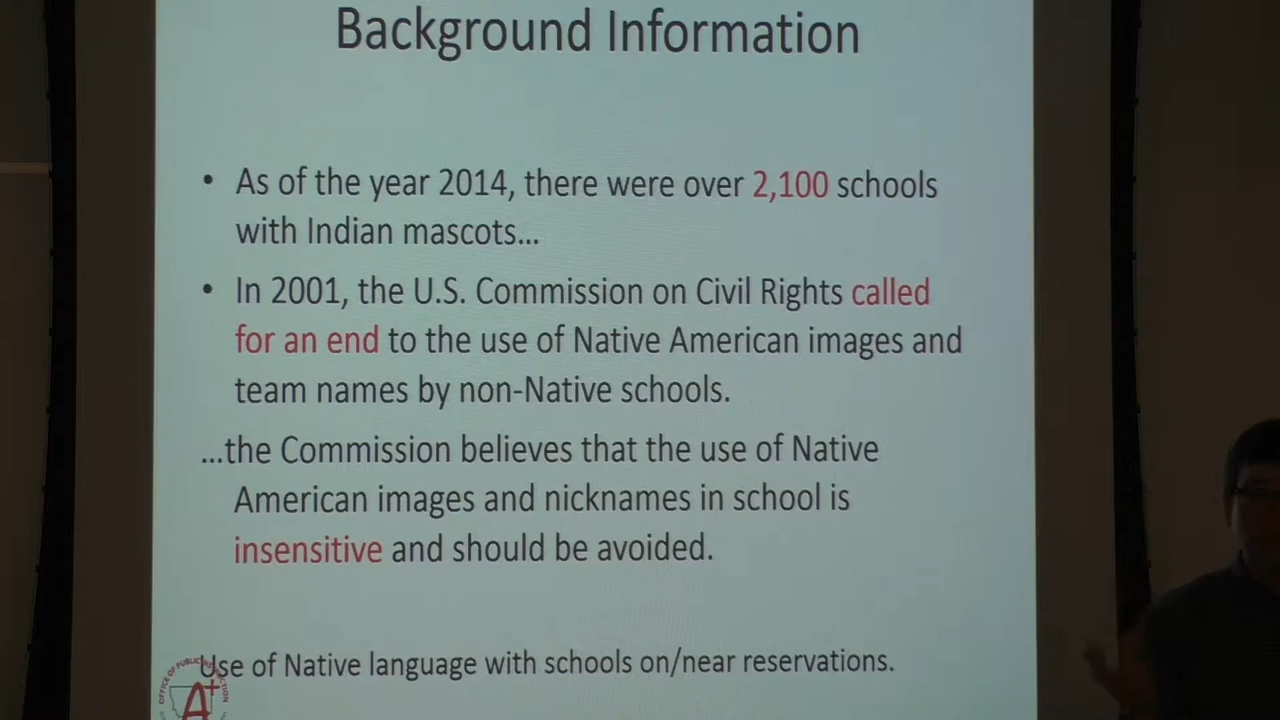 Background Information
• As of the year 2014, there were over 2,100 schools
with Indian mascots...
• In 2001, the U.S. Commission on Civil Rights called
for an end to the use of Native American images and
team names by non-Native schools.
...the Commission believes that the use of Native
American images and nicknames in school is
insensitive and should be avoided.
Use of Native language with schools on/near reservations.
OFFICE OF PUBLIC
A+